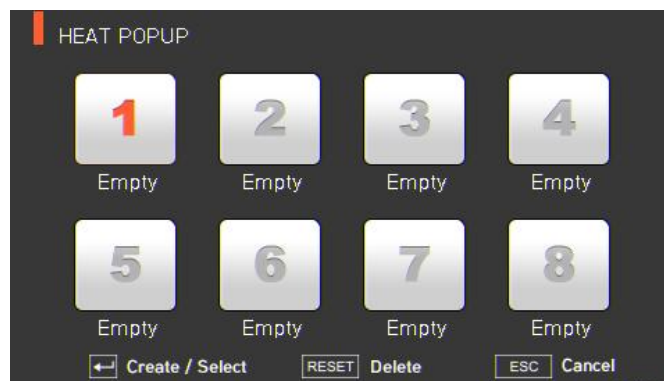 HEAT POPUP
1 2 3 4
Empty Empty Empty Empty
5 6 7 8
Empty Empty Empty Empty
Create / Select RESET Delete ESC Cancel